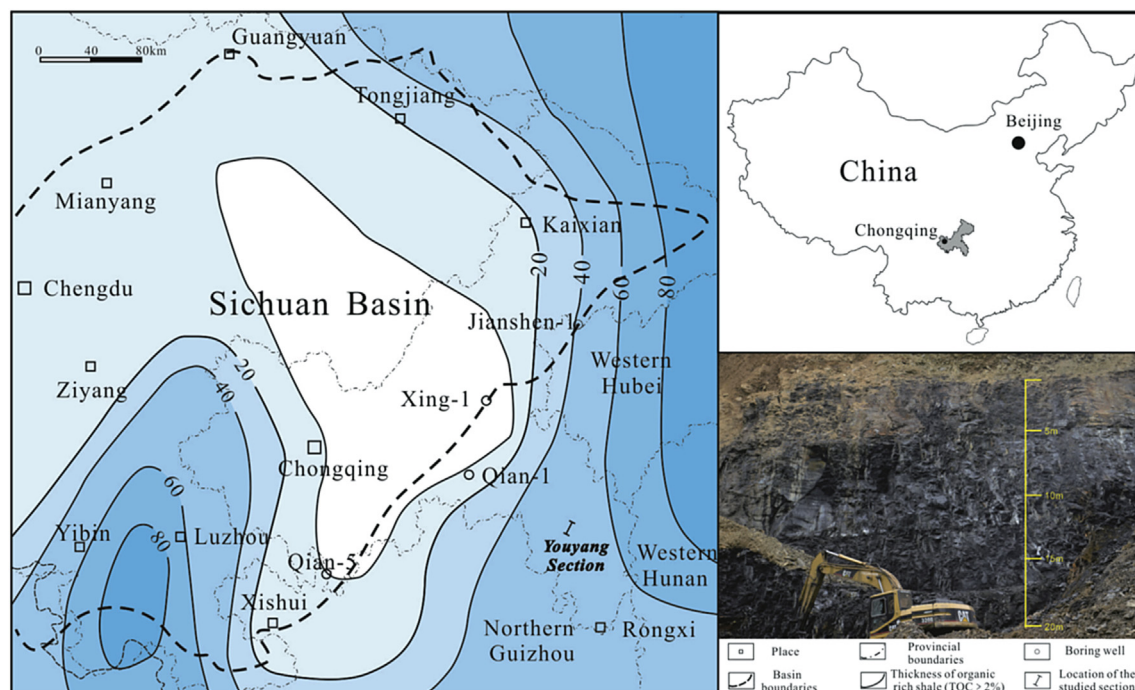 0 40 80km
Guangyuan
Tongjiang
Mianyang
Kaixian
Chengdu
Sichuan Basin
20
40
60
80
Jianshen-1
Western
Hubei
Ziyang
20
40
Xing-1
Chongqing
Qian-1
60
80
Yibin
Luzhou
Youyang
Section
Western
Hunan
Qian-5
Xishui
Northern
Guizhou
Rongxi
Beijing
China
Chongqing
5m
10m
15m
20m
CAT
Place
Provincial
boundaries
Boring well
Basin
boundaries
Thickness of organic
rich shale (TOC > 2%)
Location of the
studied section